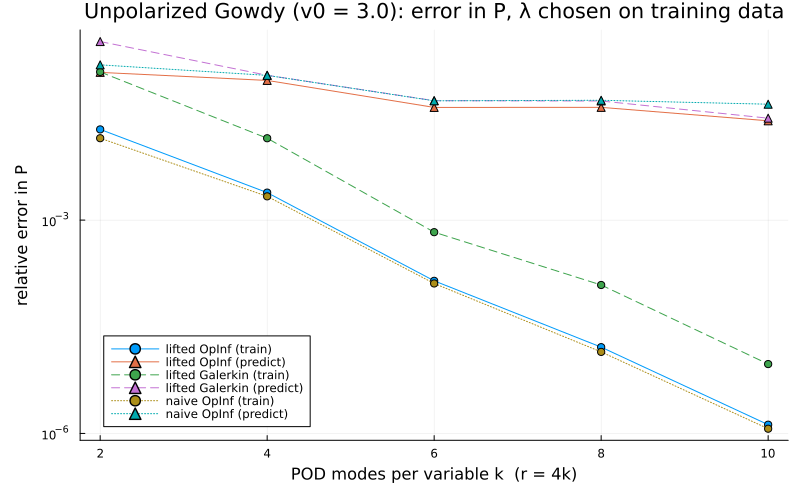 Unpolarized Gowdy (v0 = 3.0): error in P, λ chosen on training data
relative error in P
10⁻³
10⁻⁶
lifted OpInf (train)
lifted OpInf (predict)
lifted Galerkin (train)
lifted Galerkin (predict)
naive OpInf (train)
naive OpInf (predict)
2 4 6 8 10
POD modes per variable k (r = 4k)